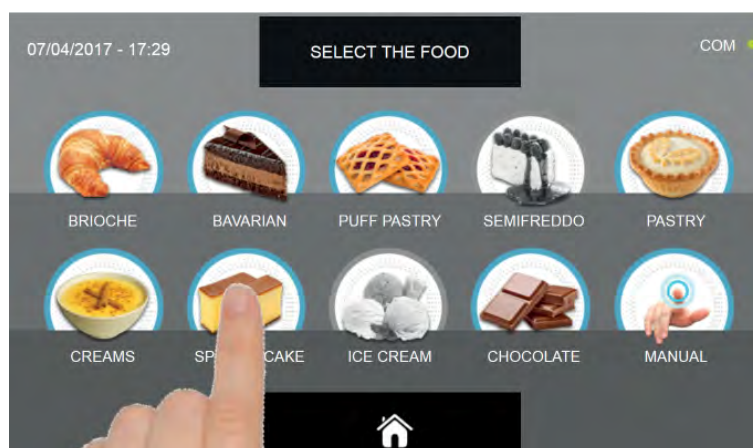 07/04/2017 - 17:29
SELECT THE FOOD
COM
BRIOCHE
BAVARIAN
PUFF PASTRY
SEMIFREDDO
PASTRY
CREAMS
CAKE
ICE CREAM
CHOCOLATE
MANUAL